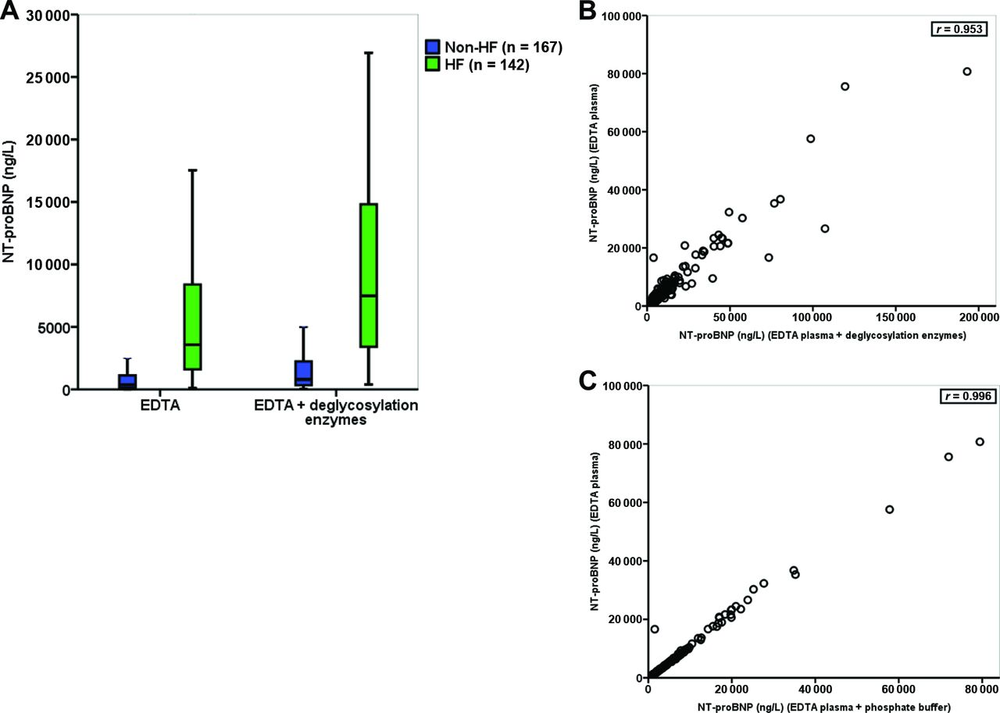 A
30 000
25 000
20 000
15 000
10 000
5000
0
NT-proBNP (ng/L)
EDTA
EDTA + deglycosylation
enzymes
Non-HF (n = 167)
HF (n = 142)
B
r = 0.953
100 000
80 000
60 000
40 000
20 000
0
NT-proBNP (ng/L) (EDTA plasma)
0
50 000
100 000
150 000
200 000
NT-proBNP (ng/L) (EDTA plasma + deglycosylation enzymes)
C
r = 0.996
100 000
80 000
60 000
40 000
20 000
0
NT-proBNP (ng/L) (EDTA plasma)
0
20 000
40 000
60 000
80 000
NT-proBNP (ng/L) (EDTA plasma + phosphate buffer)